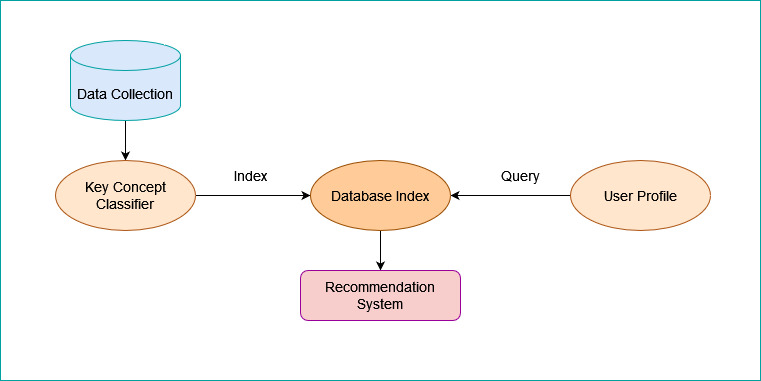 Data Collection
Key Concept
Classifier
Index
Database Index
Query
User Profile
Recommendation
System